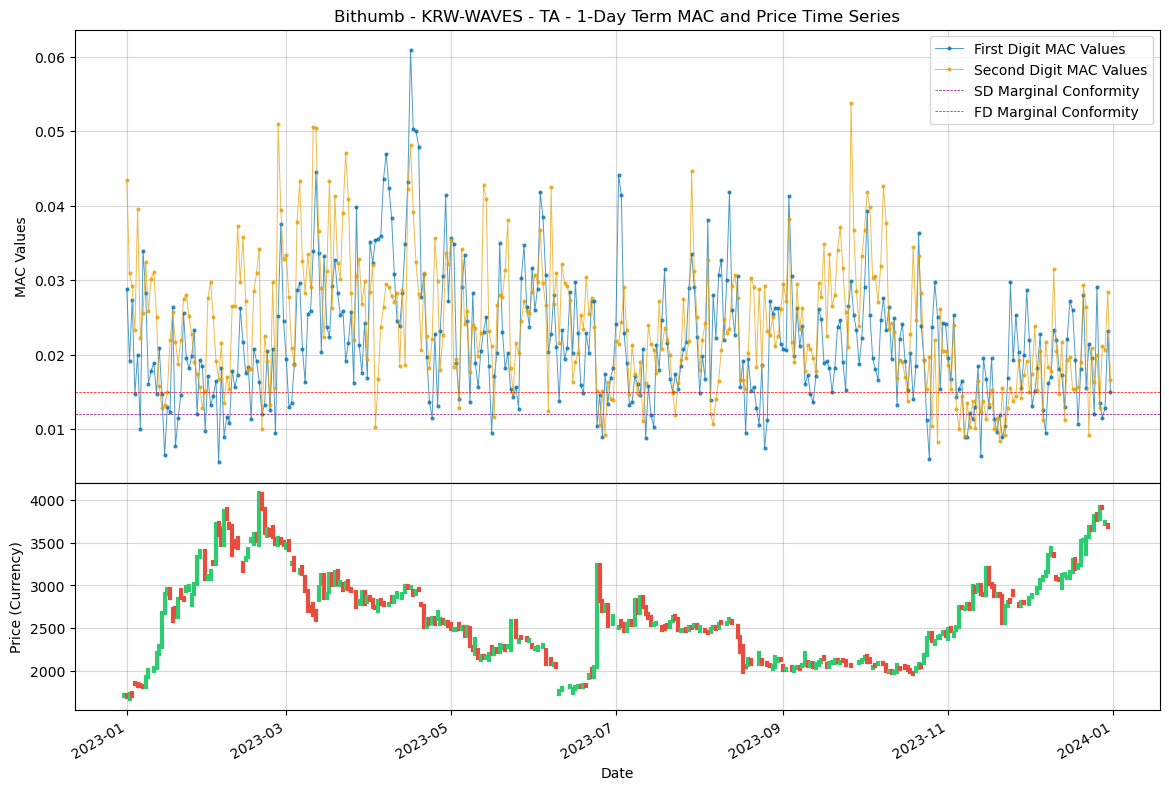 Bithumb - KRW-WAVES - TA - 1-Day Term MAC and Price Time Series
First Digit MAC Values
Second Digit MAC Values
SD Marginal Conformity
FD Marginal Conformity
MAC Values
0.06
0.05
0.04
0.03
0.02
0.01
Price (Currency)
4000
3500
3000
2500
2000
2023-01
2023-03
2023-05
2023-07
2023-09
2023-11
2024-01
Date